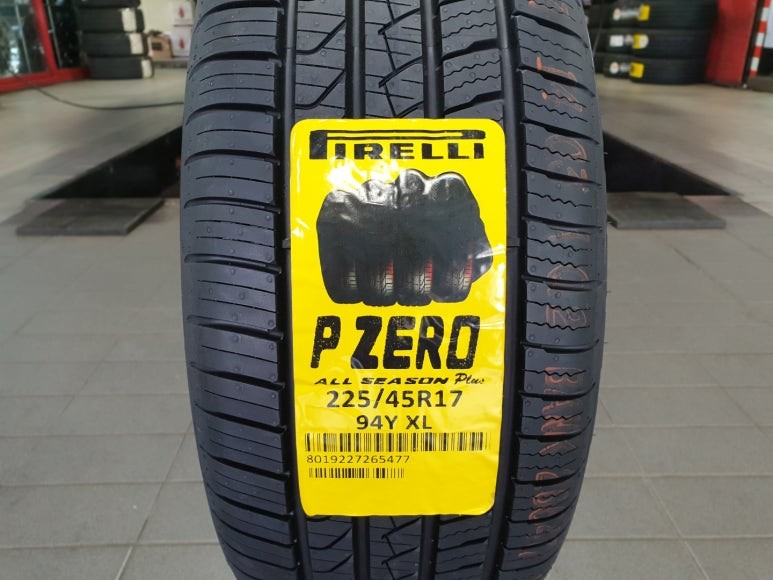 PIRELLI
P ZERO
ALL SEASON Plus
225/45R17
94Y XL
8019227265477